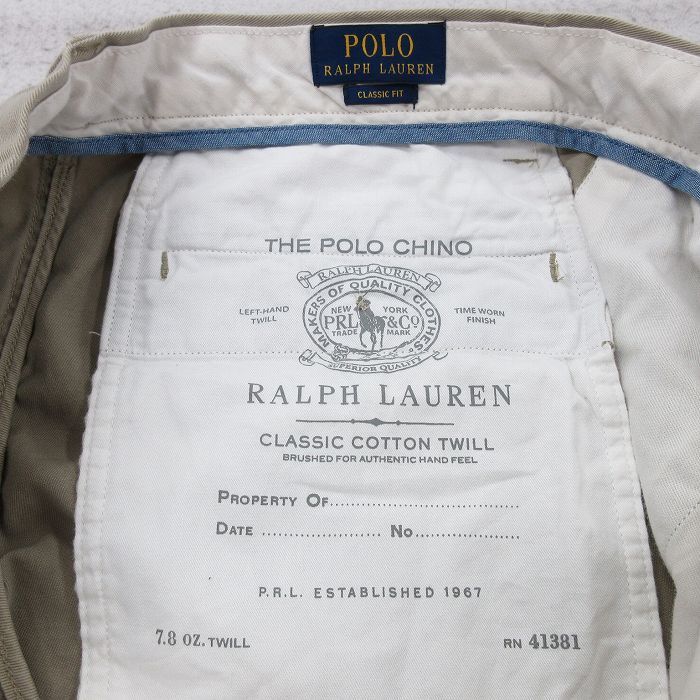 POLO
RALPH LAUREN
CLASSIC FIT
THE POLO CHINO
RALPH LAUREN
MAKERS OF QUALITY CLOTHES
LEFT-HAND
TWILL
NEW YORK
PRL &Co
TRADE MARK
TIME WORN
FINISH
SUPERIOR QUALITY
RALPH LAUREN
CLASSIC COTTON TWILL
BRUSHED FOR AUTHENTIC HAND FEEL
PROPERTY OF..............................
DATE ..................... NO..................
P.R.L. ESTABLISHED 1967
7.8 OZ. TWILL RN 41381